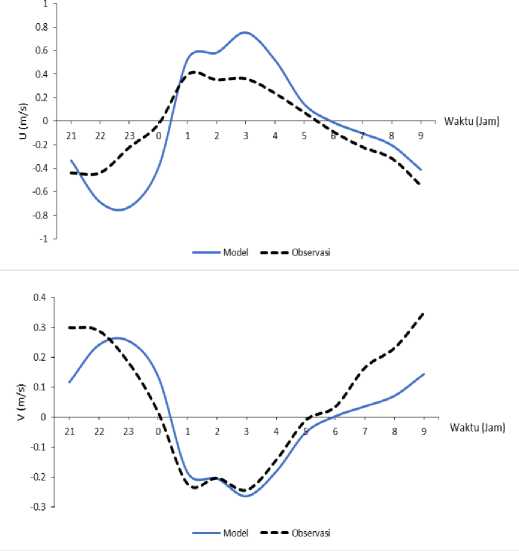 1
0.8
0.6
0.4
0.2
0
-0.2
-0.4
-0.6
-0.8
-1
U (m/s)
21 22 23 0 1 2 3 4 5 6 7 8 9
Waktu (Jam)
Model Observasi
0.4
0.3
0.2
0.1
0
-0.1
-0.2
-0.3
V (m/s)
21 22 23 0 1 2 3 4 5 6 7 8 9
Waktu (Jam)
Model Observasi